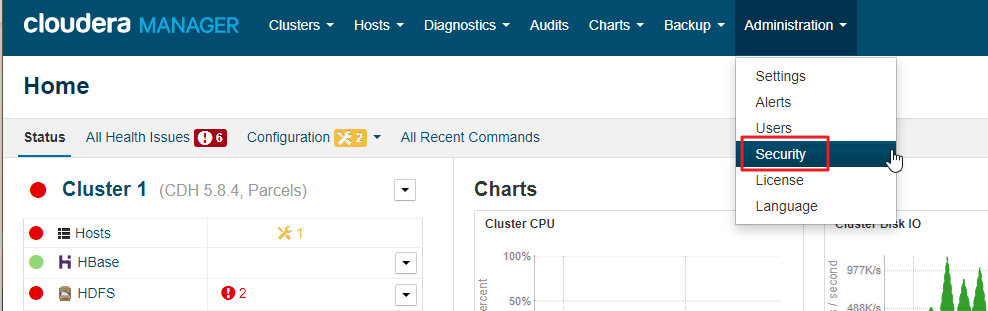 cloudera MANAGER Clusters Hosts Diagnostics Audits Charts Backup Administration
Home
Settings
Alerts
Users
Security
License
Language
Status All Health Issues 6 Configuration 2 All Recent Commands
Cluster 1 (CDH 5.8.4, Parcels)
Hosts 1
HBase
HDFS 2
Charts
Cluster CPU
percent
100%
50%
Cluster Disk IO
s / second
977K/s
488K/s